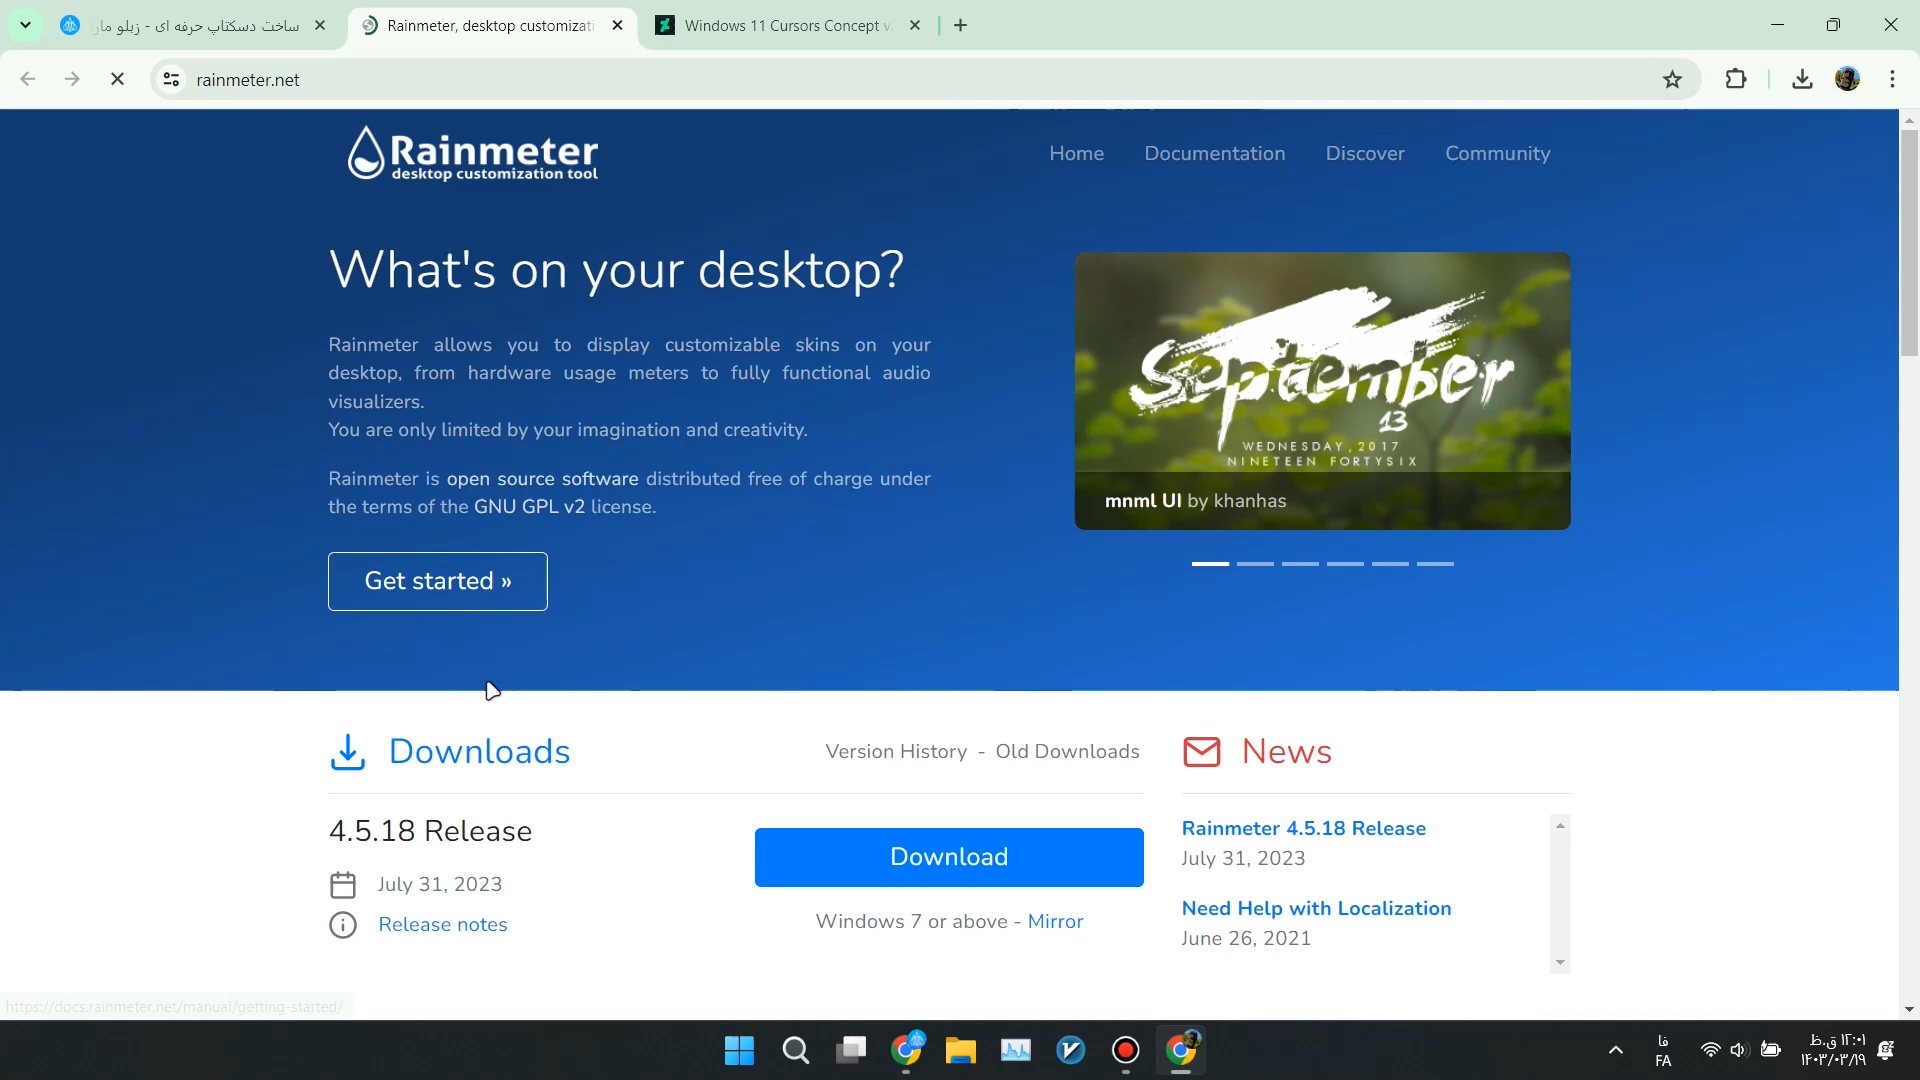 ساخت دسکتاپ حرفه ای - زبلو مار
Rainmeter, desktop customizati
Windows 11 Cursors Concept v
rainmeter.net
Rainmeter
desktop customization tool
Home Documentation Discover Community
What's on your desktop?
Rainmeter allows you to display customizable skins on your
desktop, from hardware usage meters to fully functional audio
visualizers.
You are only limited by your imagination and creativity.
Rainmeter is open source software distributed free of charge under
the terms of the GNU GPL v2 license.
Get started »
September
13
WEDNESDAY, 2017
NINETEEN FORTYSIX
mnml UI by khanhas
Downloads
Version History - Old Downloads
4.5.18 Release
July 31, 2023
Release notes
Download
Windows 7 or above - Mirror
News
Rainmeter 4.5.18 Release
July 31, 2023
Need Help with Localization
June 26, 2021
https://docs.rainmeter.net/manual/getting-started/
فا
FA
۱۲:۰۱ ق.ظ
۱۴۰۳/۰۳/۱۹